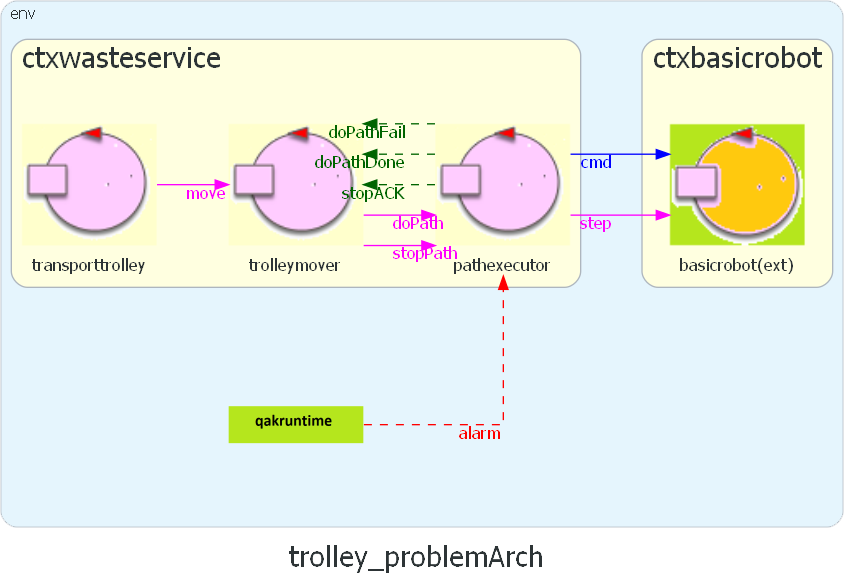 env
ctxwasteservice
ctxbasicrobot
doPathFail
doPathDone
cmd
stopACK
move
doPath
step
stopPath
transporttrolley
trolleymover
pathexecutor
basicrobot(ext)
qakruntime
alarm
trolley_problemArch